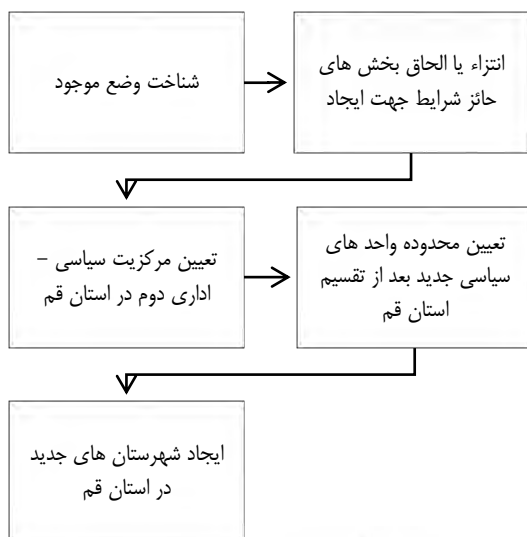 شناخت وضع موجود
انتزاء یا الحاق بخش های
حائز شرایط جهت ایجاد
تعیین مرکزیت سیاسی –
اداری دوم در استان قم
تعیین محدوده واحد های
سیاسی جدید بعد از تقسیم
استان قم
ایجاد شهرستان های جدید
در استان قم